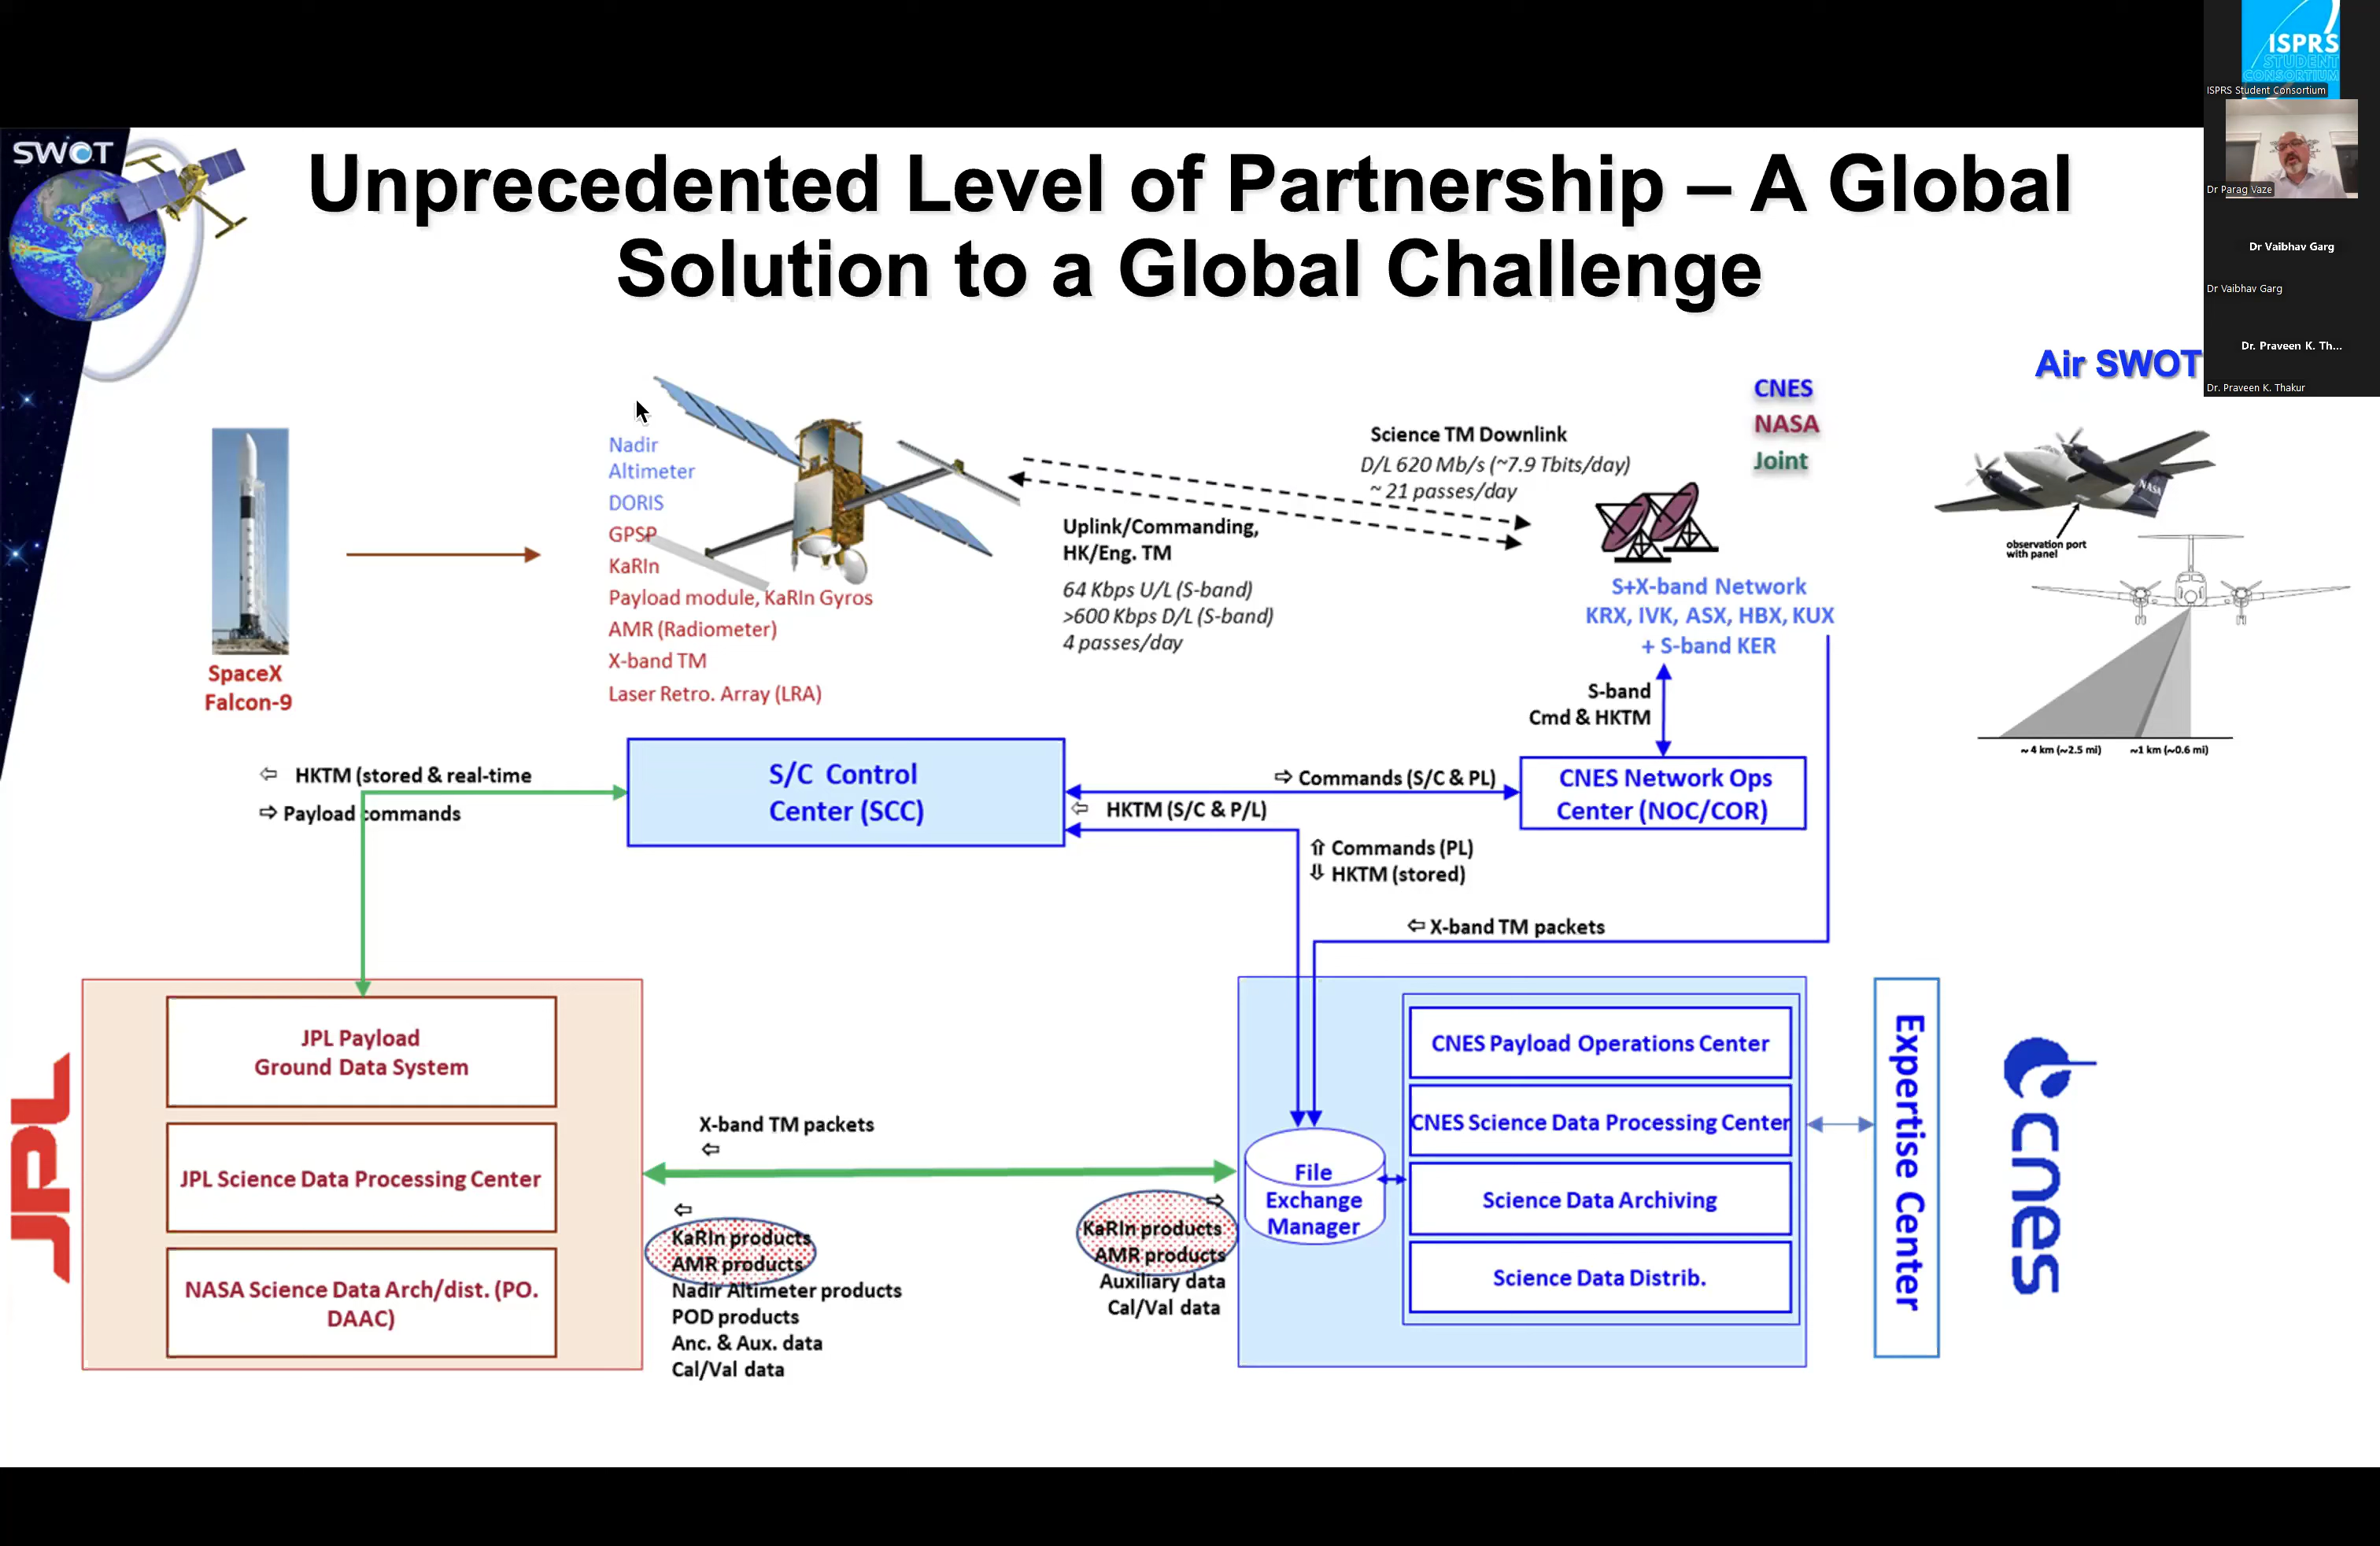 ISPRS
STUDENT
CONSORTIUM
ISPRS Student Consortium
Dr Parag Vaze
Dr Vaibhav Garg
Dr Vaibhav Garg
Dr. Praveen K. Th...
Dr. Praveen K. Thakur
SWOT
Unprecedented Level of Partnership – A Global
Solution to a Global Challenge
Air SWOT
CNES
NASA
Joint
SpaceX
Falcon-9
Nadir
Altimeter
DORIS
GPSP
KaRIn
Payload module, KaRIn Gyros
AMR (Radiometer)
X-band TM
Laser Retro. Array (LRA)
Science TM Downlink
D/L 620 Mb/s (~7.9 Tbits/day)
~ 21 passes/day
Uplink/Commanding,
HK/Eng. TM
64 Kbps U/L (S-band)
>600 Kbps D/L (S-band)
4 passes/day
S+X-band Network
KRX, IVK, ASX, HBX, KUX
+ S-band KER
NASA
observation port
with panel
~ 4 km (~2.5 mi) ~1 km (~0.6 mi)
S-band
Cmd & HKTM
⇦ HKTM (stored & real-time
⇨ Payload commands
S/C Control
Center (SCC)
⇨ Commands (S/C & PL)
⇦ HKTM (S/C & P/L)
CNES Network Ops
Center (NOC/COR)
⇧ Commands (PL)
⇩ HKTM (stored)
⇦ X-band TM packets
JPL
JPL Payload
Ground Data System
JPL Science Data Processing Center
NASA Science Data Arch/dist. (PO.
DAAC)
X-band TM packets
⇦
⇦
KaRIn products
AMR products
Nadir Altimeter products
POD products
Anc. & Aux. data
Cal/Val data
⇨
KaRIn products
AMR products
Auxiliary data
Cal/Val data
File
Exchange
Manager
CNES Payload Operations Center
CNES Science Data Processing Center
Science Data Archiving
Science Data Distrib.
Expertise Center
cnes